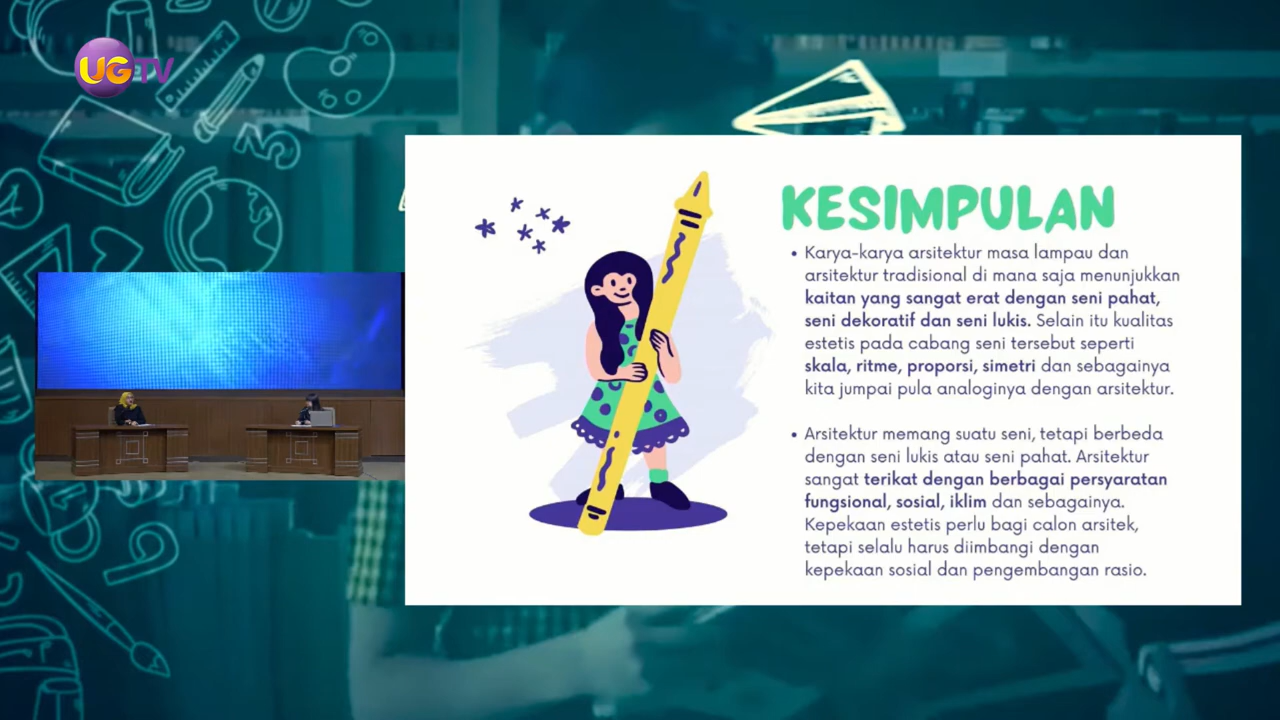 UGTV
KESIMPULAN
• Karya-karya arsitektur masa lampau dan
arsitektur tradisional di mana saja menunjukkan
kaitan yang sangat erat dengan seni pahat,
seni dekoratif dan seni lukis. Selain itu kualitas
estetis pada cabang seni tersebut seperti
skala, ritme, proporsi, simetri dan sebagainya
kita jumpai pula analoginya dengan arsitektur.
• Arsitektur memang suatu seni, tetapi berbeda
dengan seni lukis atau seni pahat. Arsitektur
sangat terikat dengan berbagai persyaratan
fungsional, sosial, iklim dan sebagainya.
Kepekaan estetis perlu bagi calon arsitek,
tetapi selalu harus diimbangi dengan
kepekaan sosial dan pengembangan rasio.